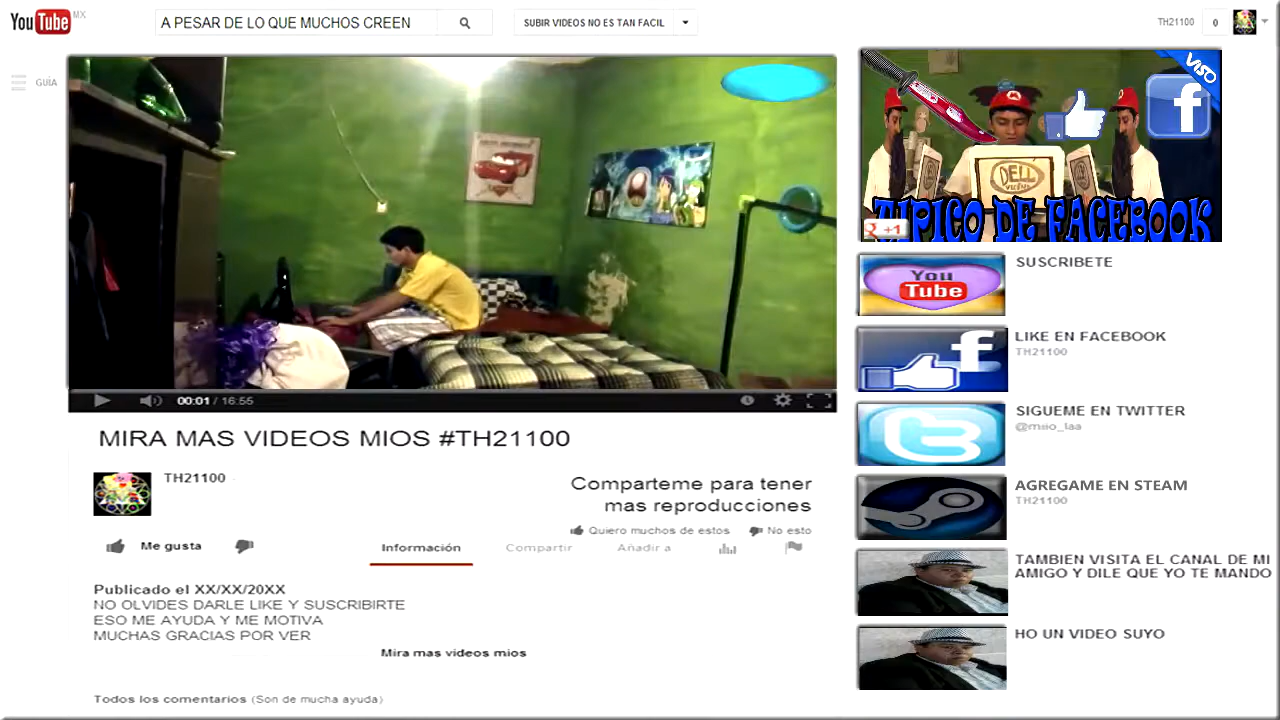 YouTube MX
A PESAR DE LO QUE MUCHOS CREEN
SUBIR VIDEOS NO ES TAN FACIL
TH21100
0
GUÍA
00:01 / 16:55
MIRA MAS VIDEOS MIOS #TH21100
TH21100
Comparteme para tener
mas reproducciones
Quiero muchos de estos
No esto
Me gusta
Información
Compartir
Añadir a
Publicado el XX/XX/20XX
NO OLVIDES DARLE LIKE Y SUSCRIBIRTE
ESO ME AYUDA Y ME MOTIVA
MUCHAS GRACIAS POR VER
Mira mas videos mios
Todos los comentarios (Son de mucha ayuda)
VISO
f
DELL
TIPICO DE FACEBOOK
+1
You
Tube
SUSCRIBETE
f
LIKE EN FACEBOOK
TH21100
SIGUEME EN TWITTER
AGREGAME EN STEAM
TH21100
TAMBIEN VISITA EL CANAL DE MI
AMIGO Y DILE QUE YO TE MANDO
HO UN VIDEO SUYO